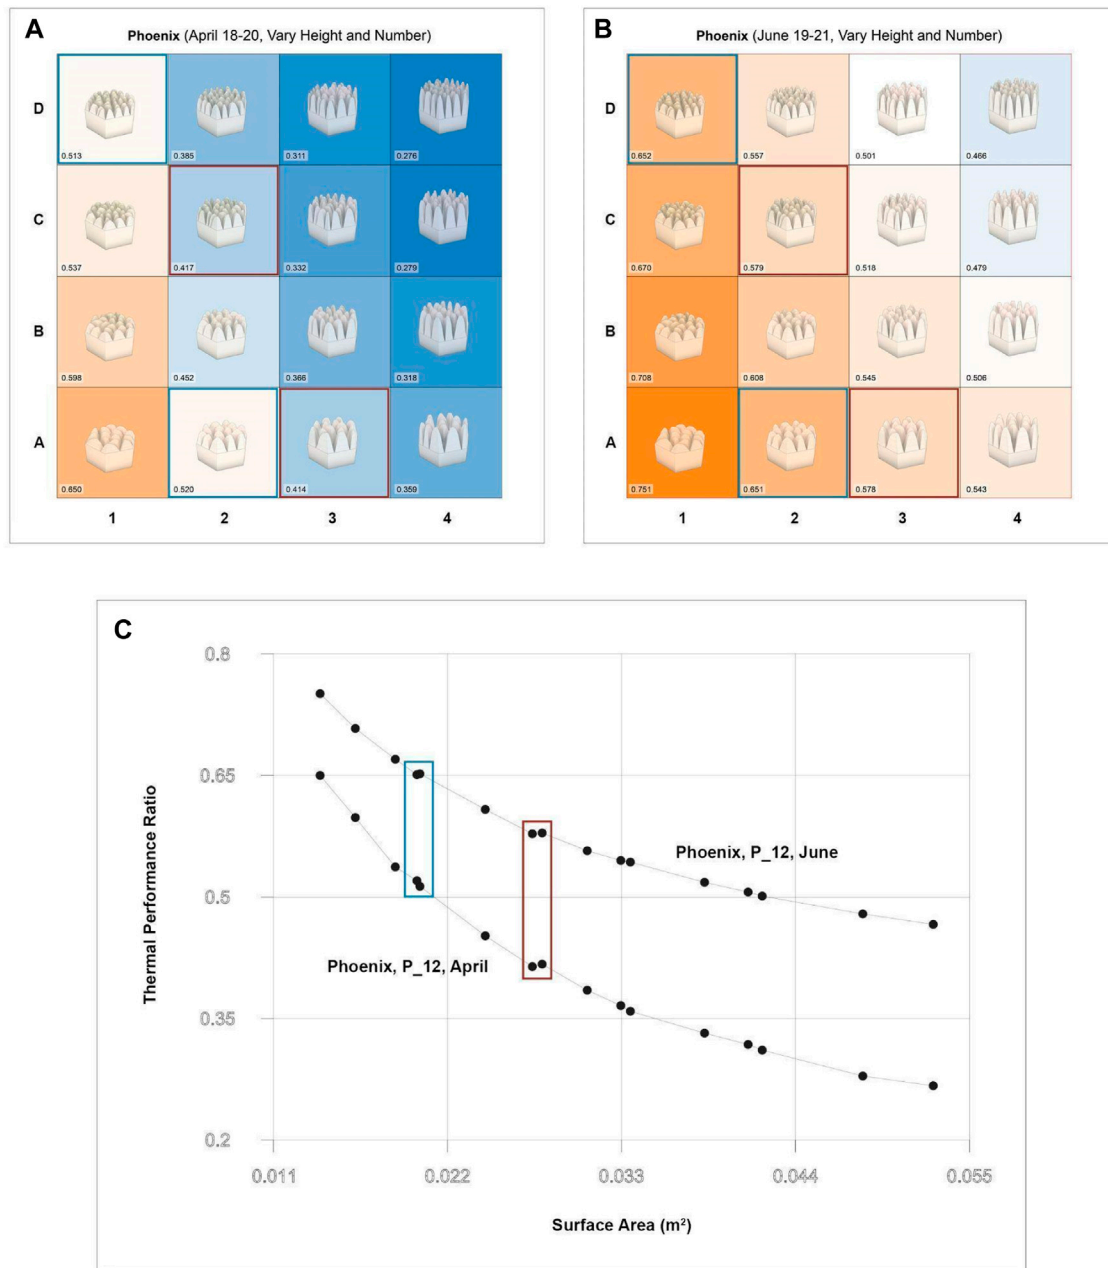 A
Phoenix (April 18-20, Vary Height and Number)
D
0.513
0.385
0.311
0.276
C
0.537
0.417
0.332
0.279
B
0.598
0.452
0.366
0.318
A
0.650
0.520
0.414
0.359
1 2 3 4
B
Phoenix (June 19-21, Vary Height and Number)
D
0.652
0.557
0.501
0.466
C
0.670
0.579
0.518
0.479
B
0.708
0.608
0.545
0.506
A
0.751
0.651
0.578
0.543
1 2 3 4
C
Thermal Performance Ratio
0.8
0.65
0.5
0.35
0.2
Phoenix, P_12, June
Phoenix, P_12, April
0.011 0.022 0.033 0.044 0.055
Surface Area (m²)